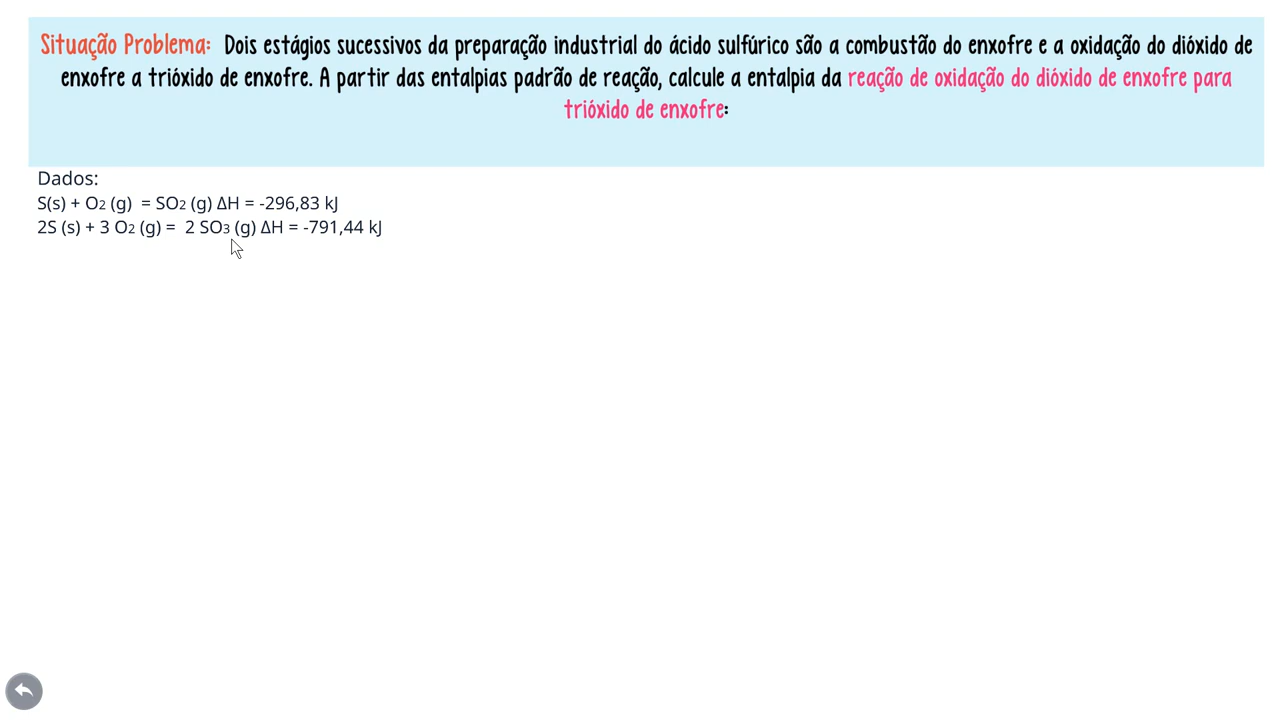 Situação Problema: Dois estágios sucessivos da preparação industrial do ácido sulfúrico são a combustão do enxofre e a oxidação do dióxido de
enxofre a trióxido de enxofre. A partir das entalpias padrão de reação, calcule a entalpia da reação de oxidação do dióxido de enxofre para
trióxido de enxofre:
Dados:
S(s) + O2 (g) = SO2 (g) ΔH = -296,83 kJ
2S (s) + 3 O2 (g) = 2 SO3 (g) ΔH = -791,44 kJ